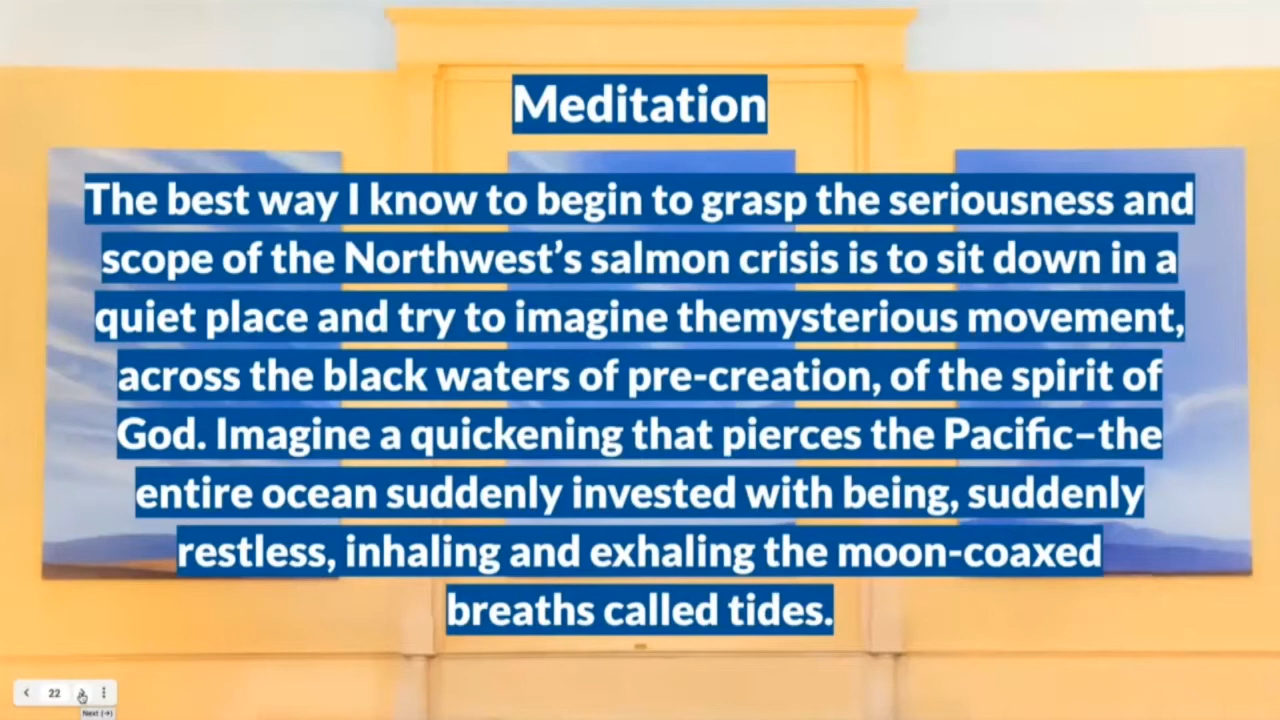 Meditation
The best way I know to begin to grasp the seriousness and
scope of the Northwest’s salmon crisis is to sit down in a
quiet place and try to imagine themysterious movement,
across the black waters of pre-creation, of the spirit of
God. Imagine a quickening that pierces the Pacific–the
entire ocean suddenly invested with being, suddenly
restless, inhaling and exhaling the moon-coaxed
breaths called tides.
22
Next (→)